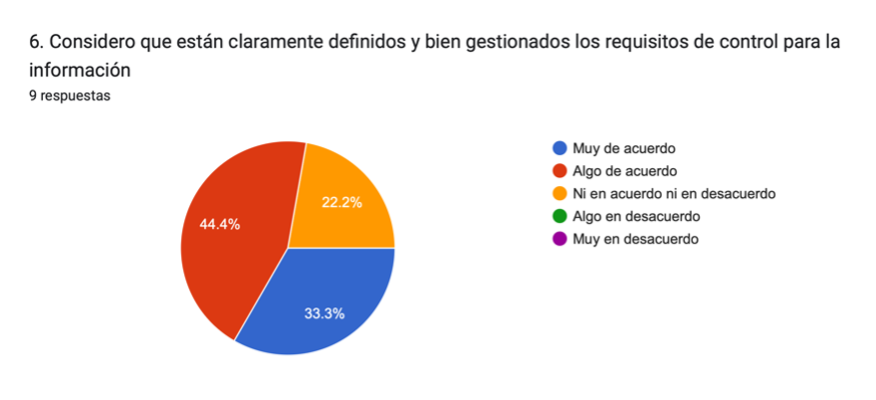 6. Considero que están claramente definidos y bien gestionados los requisitos de control para la
información
9 respuestas
Muy de acuerdo
Algo de acuerdo
Ni en acuerdo ni en desacuerdo
Algo en desacuerdo
Muy en desacuerdo
22.2%
44.4%
33.3%